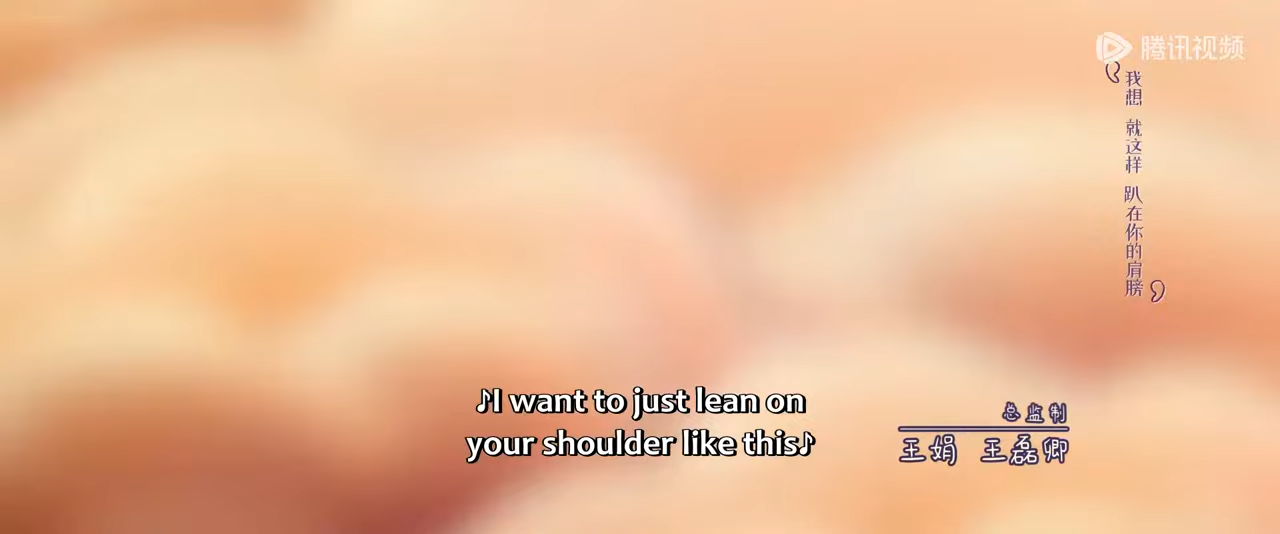 腾讯视频
我想 就这样 趴在你的肩膀
♪I want to just lean on
your shoulder like this♪
总监制
王娟 王磊卿